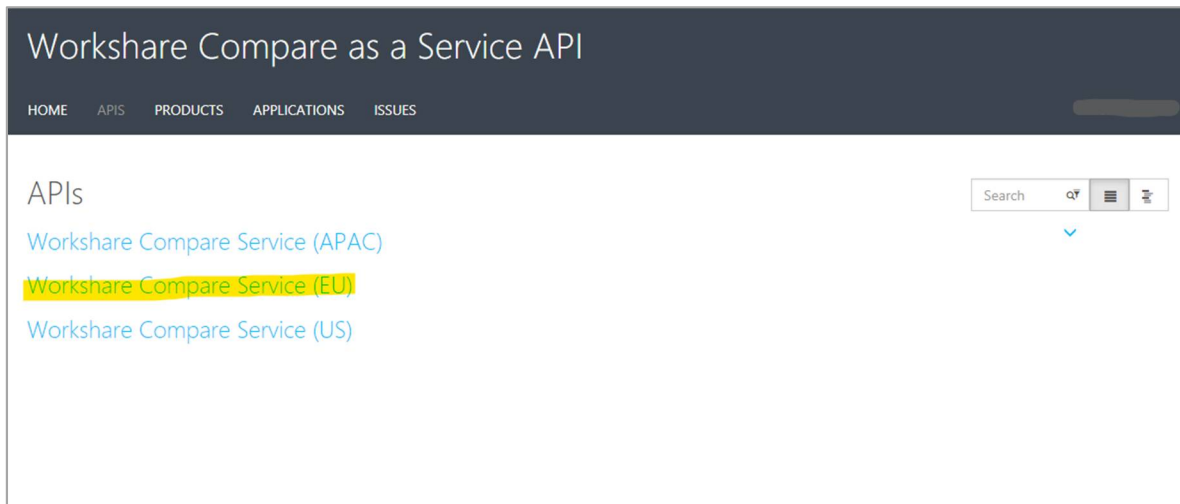 Workshare Compare as a Service API
HOME APIS PRODUCTS APPLICATIONS ISSUES
APIs
Search
Workshare Compare Service (APAC)
Workshare Compare Service (EU)
Workshare Compare Service (US)